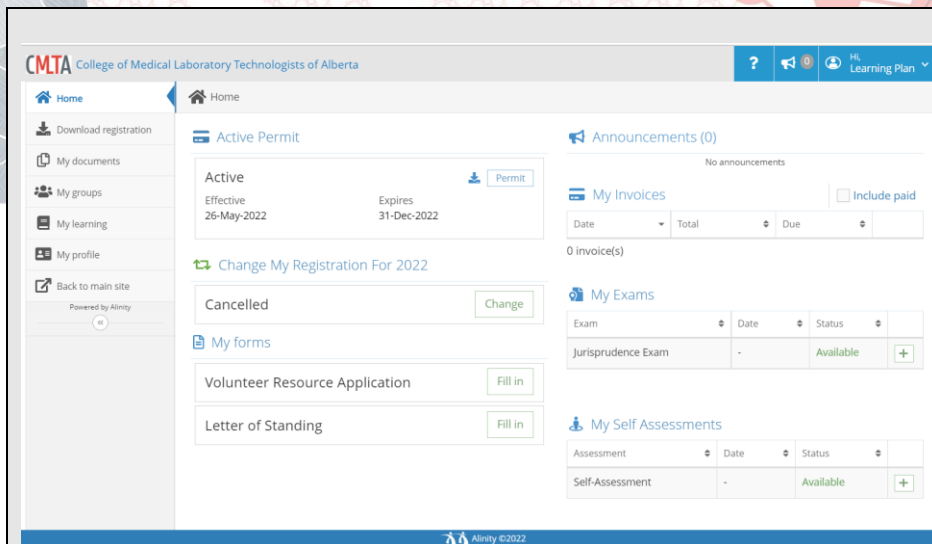 CMLTA College of Medical Laboratory Technologists of Alberta
? 0 Hi,
Learning Plan
Home
Download registration
My documents
My groups
My learning
My profile
Back to main site
Powered by Alinity
Home
Active Permit
Active Permit
Effective Expires
26-May-2022 31-Dec-2022
Change My Registration For 2022
Cancelled Change
My forms
Volunteer Resource Application Fill in
Letter of Standing Fill in
Announcements (0)
No announcements
My Invoices Include paid
Date Total Due
0 invoice(s)
My Exams
Exam Date Status
Jurisprudence Exam - Available +
My Self Assessments
Assessment Date Status
Self-Assessment - Available +
Alinity ©2022